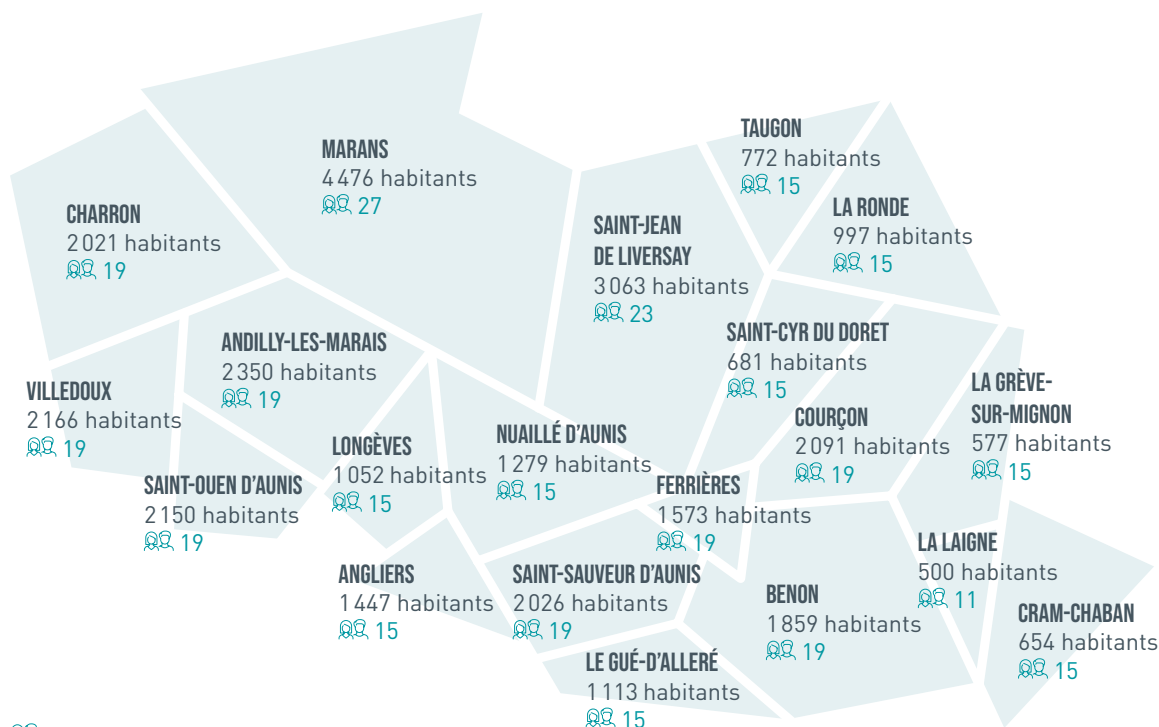 TAUGON
772 habitants
15
MARANS
4 476 habitants
27
LA RONDE
997 habitants
15
CHARRON
2 021 habitants
19
SAINT-JEAN
DE LIVERSAY
3 063 habitants
23
SAINT-CYR DU DORET
681 habitants
15
ANDILLY-LES-MARAIS
2 350 habitants
19
LA GRÈVE-
SUR-MIGNON
577 habitants
15
VILLEDOUX
2 166 habitants
19
COURÇON
2 091 habitants
19
NUAILLÉ D'AUNIS
1 279 habitants
15
LONGÈVES
1 052 habitants
15
SAINT-OUEN D'AUNIS
2 150 habitants
19
FERRIÈRES
1 573 habitants
19
LA LAIGNE
500 habitants
11
ANGLIERS
1 447 habitants
15
SAINT-SAUVEUR D'AUNIS
2 026 habitants
19
BENON
1 859 habitants
19
CRAM-CHABAN
654 habitants
15
LE GUÉ-D'ALLERÉ
1 113 habitants
15